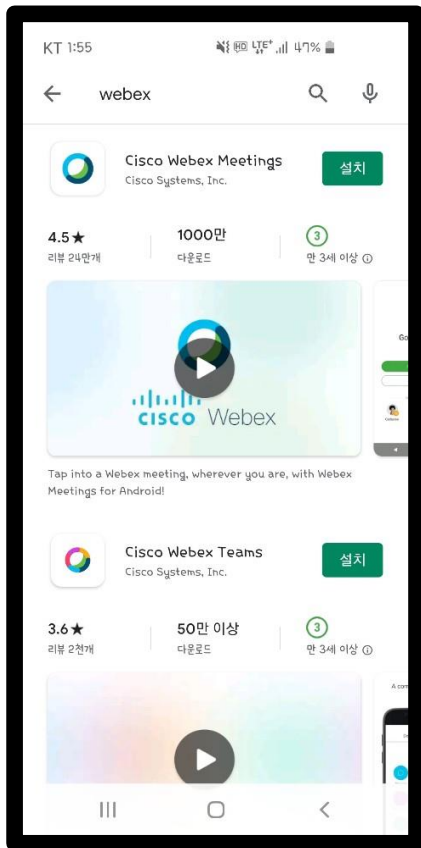 KT 1:55 HD LTE+ 47%
webex
Cisco Webex Meetings
Cisco Systems, Inc.
설치
4.5★ 1000만 3
리뷰 24만개 다운로드 만 3세 이상
CISCO Webex
Tap into a Webex meeting, wherever you are, with Webex
Meetings for Android!
Cisco Webex Teams
Cisco Systems, Inc.
설치
3.6★ 50만 이상 3
리뷰 2천개 다운로드 만 3세 이상